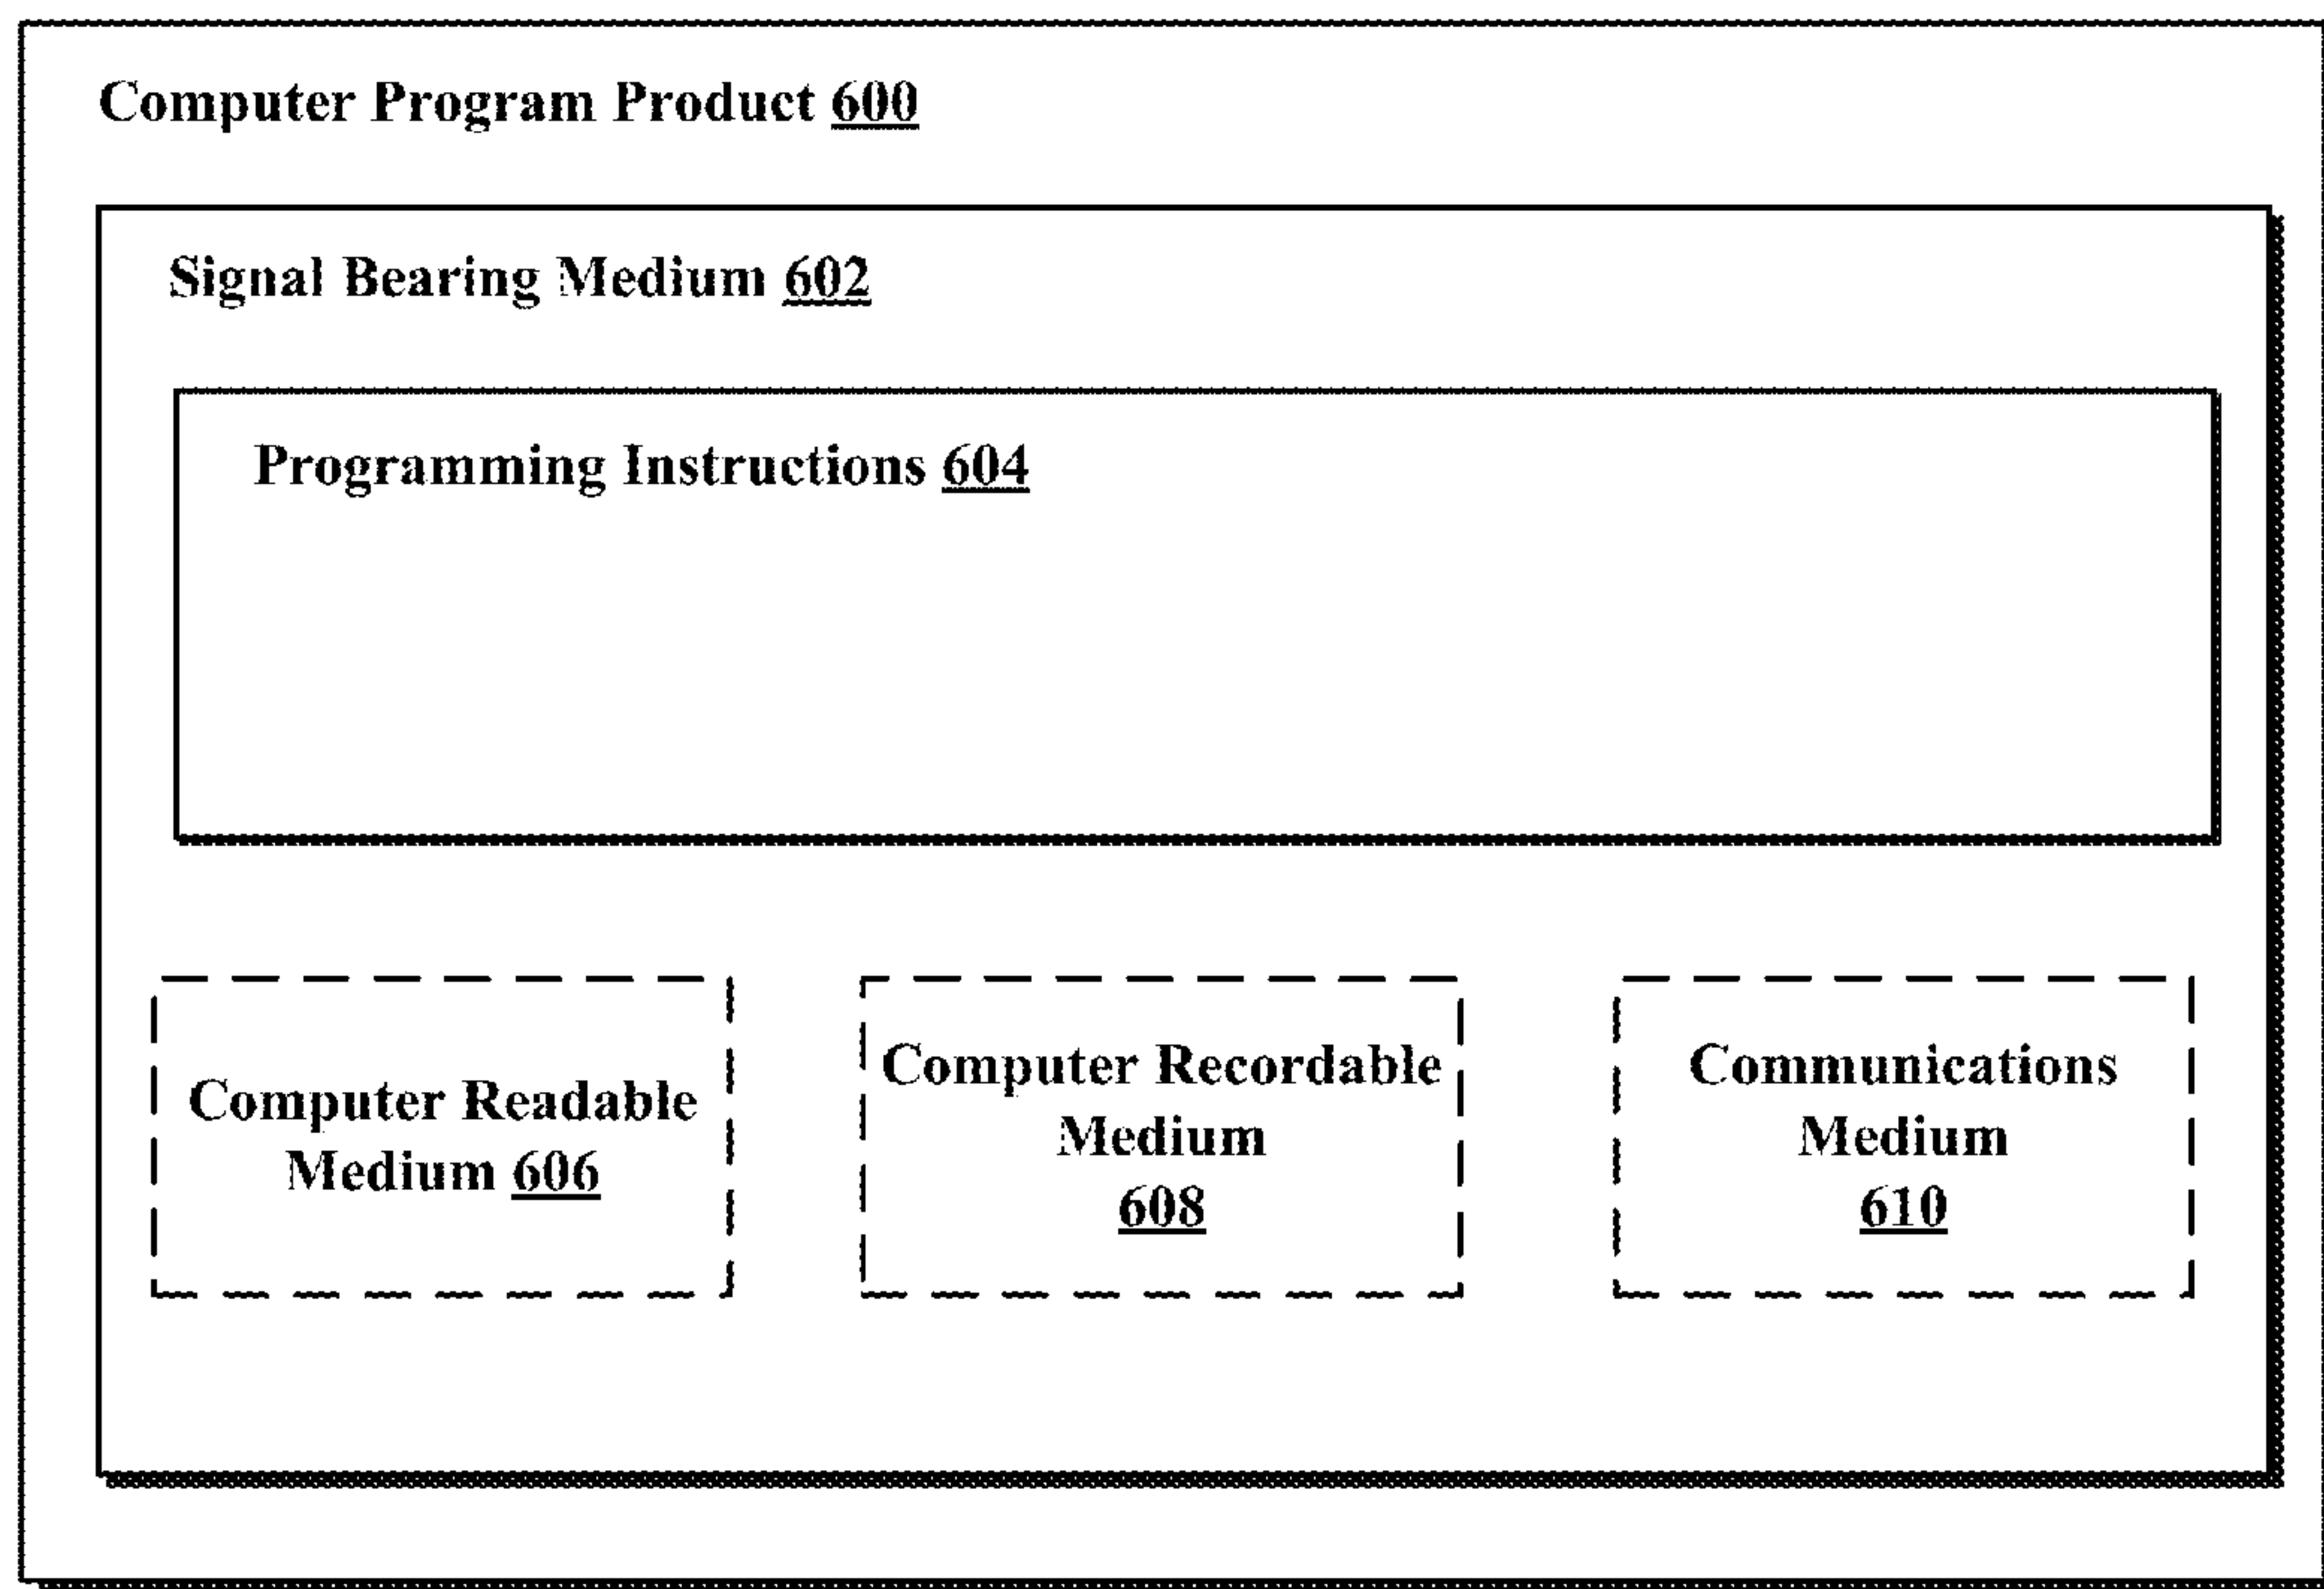 Computer Program Product 600
Signal Bearing Medium 602
Programming Instructions 604
Computer Readable
Medium 606
Computer Recordable
Medium
608
Communications
Medium
610